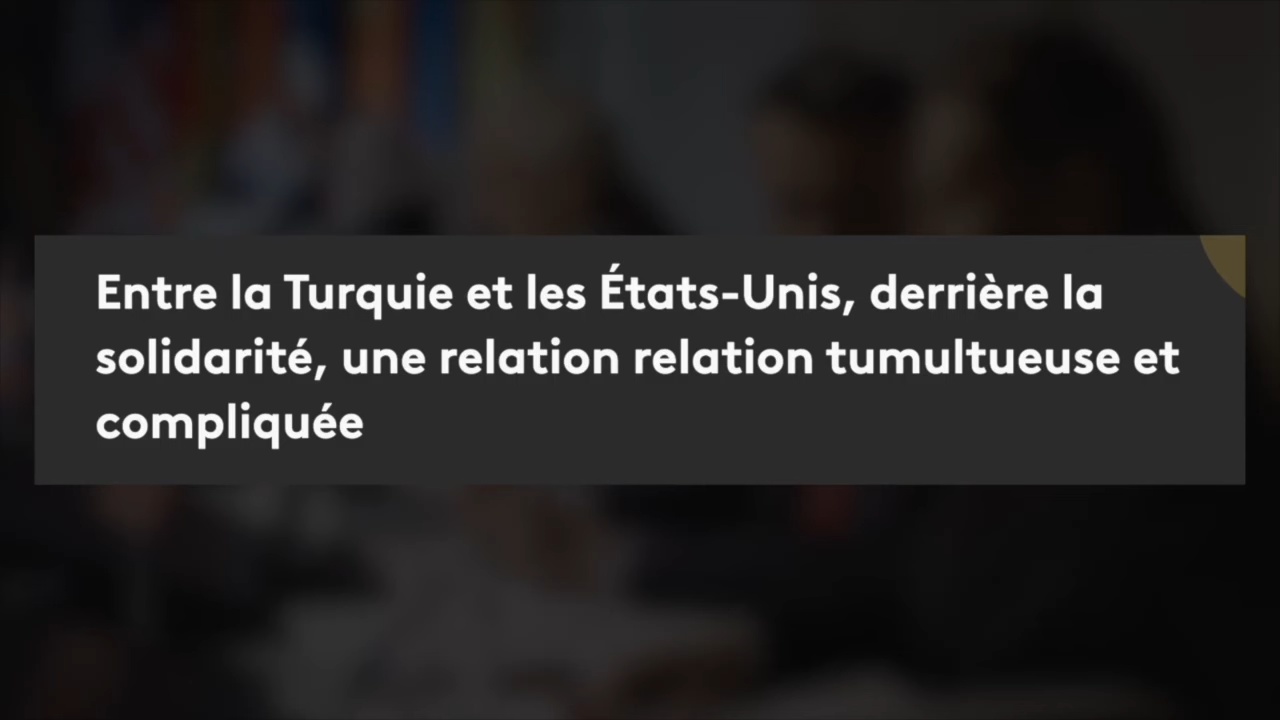 Entre la Turquie et les États-Unis, derrière la
solidarité, une relation relation tumultueuse et
compliquée